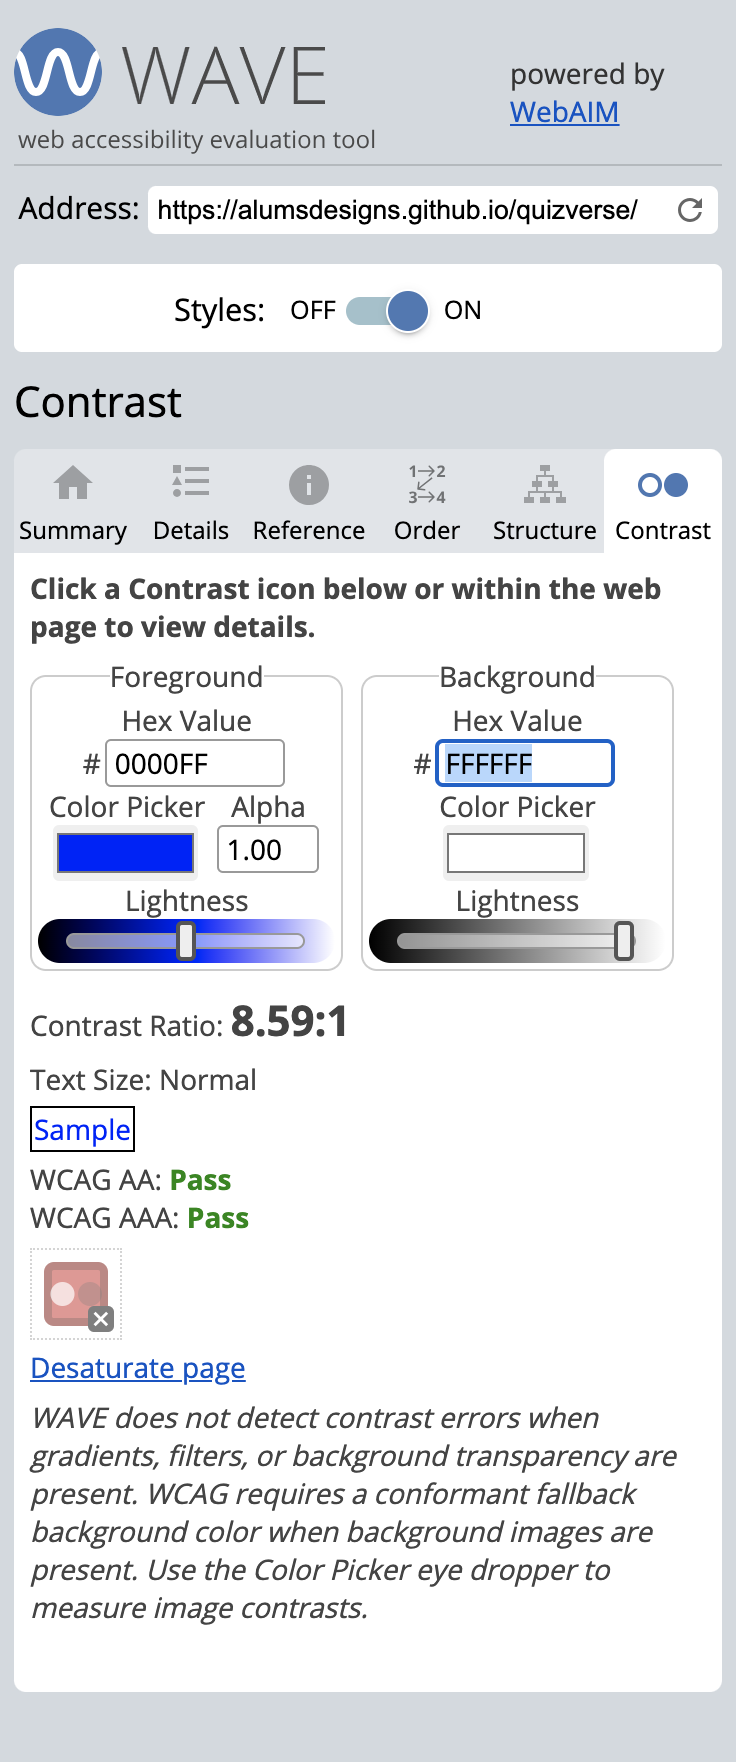 WAVE
powered by
WebAIM
web accessibility evaluation tool
Address: https://alumsdesigns.github.io/quizverse/
Styles: OFF ON
Contrast
1 2
3 4
Summary Details Reference Order Structure Contrast
Click a Contrast icon below or within the web
page to view details.
Foreground
Hex Value
# 0000FF
Color Picker Alpha
1.00
Lightness
Background
Hex Value
# FFFFFF
Color Picker
Lightness
Contrast Ratio: 8.59:1
Text Size: Normal
Sample
WCAG AA: Pass
WCAG AAA: Pass
Desaturate page
WAVE does not detect contrast errors when
gradients, filters, or background transparency are
present. WCAG requires a conformant fallback
background color when background images are
present. Use the Color Picker eye dropper to
measure image contrasts.